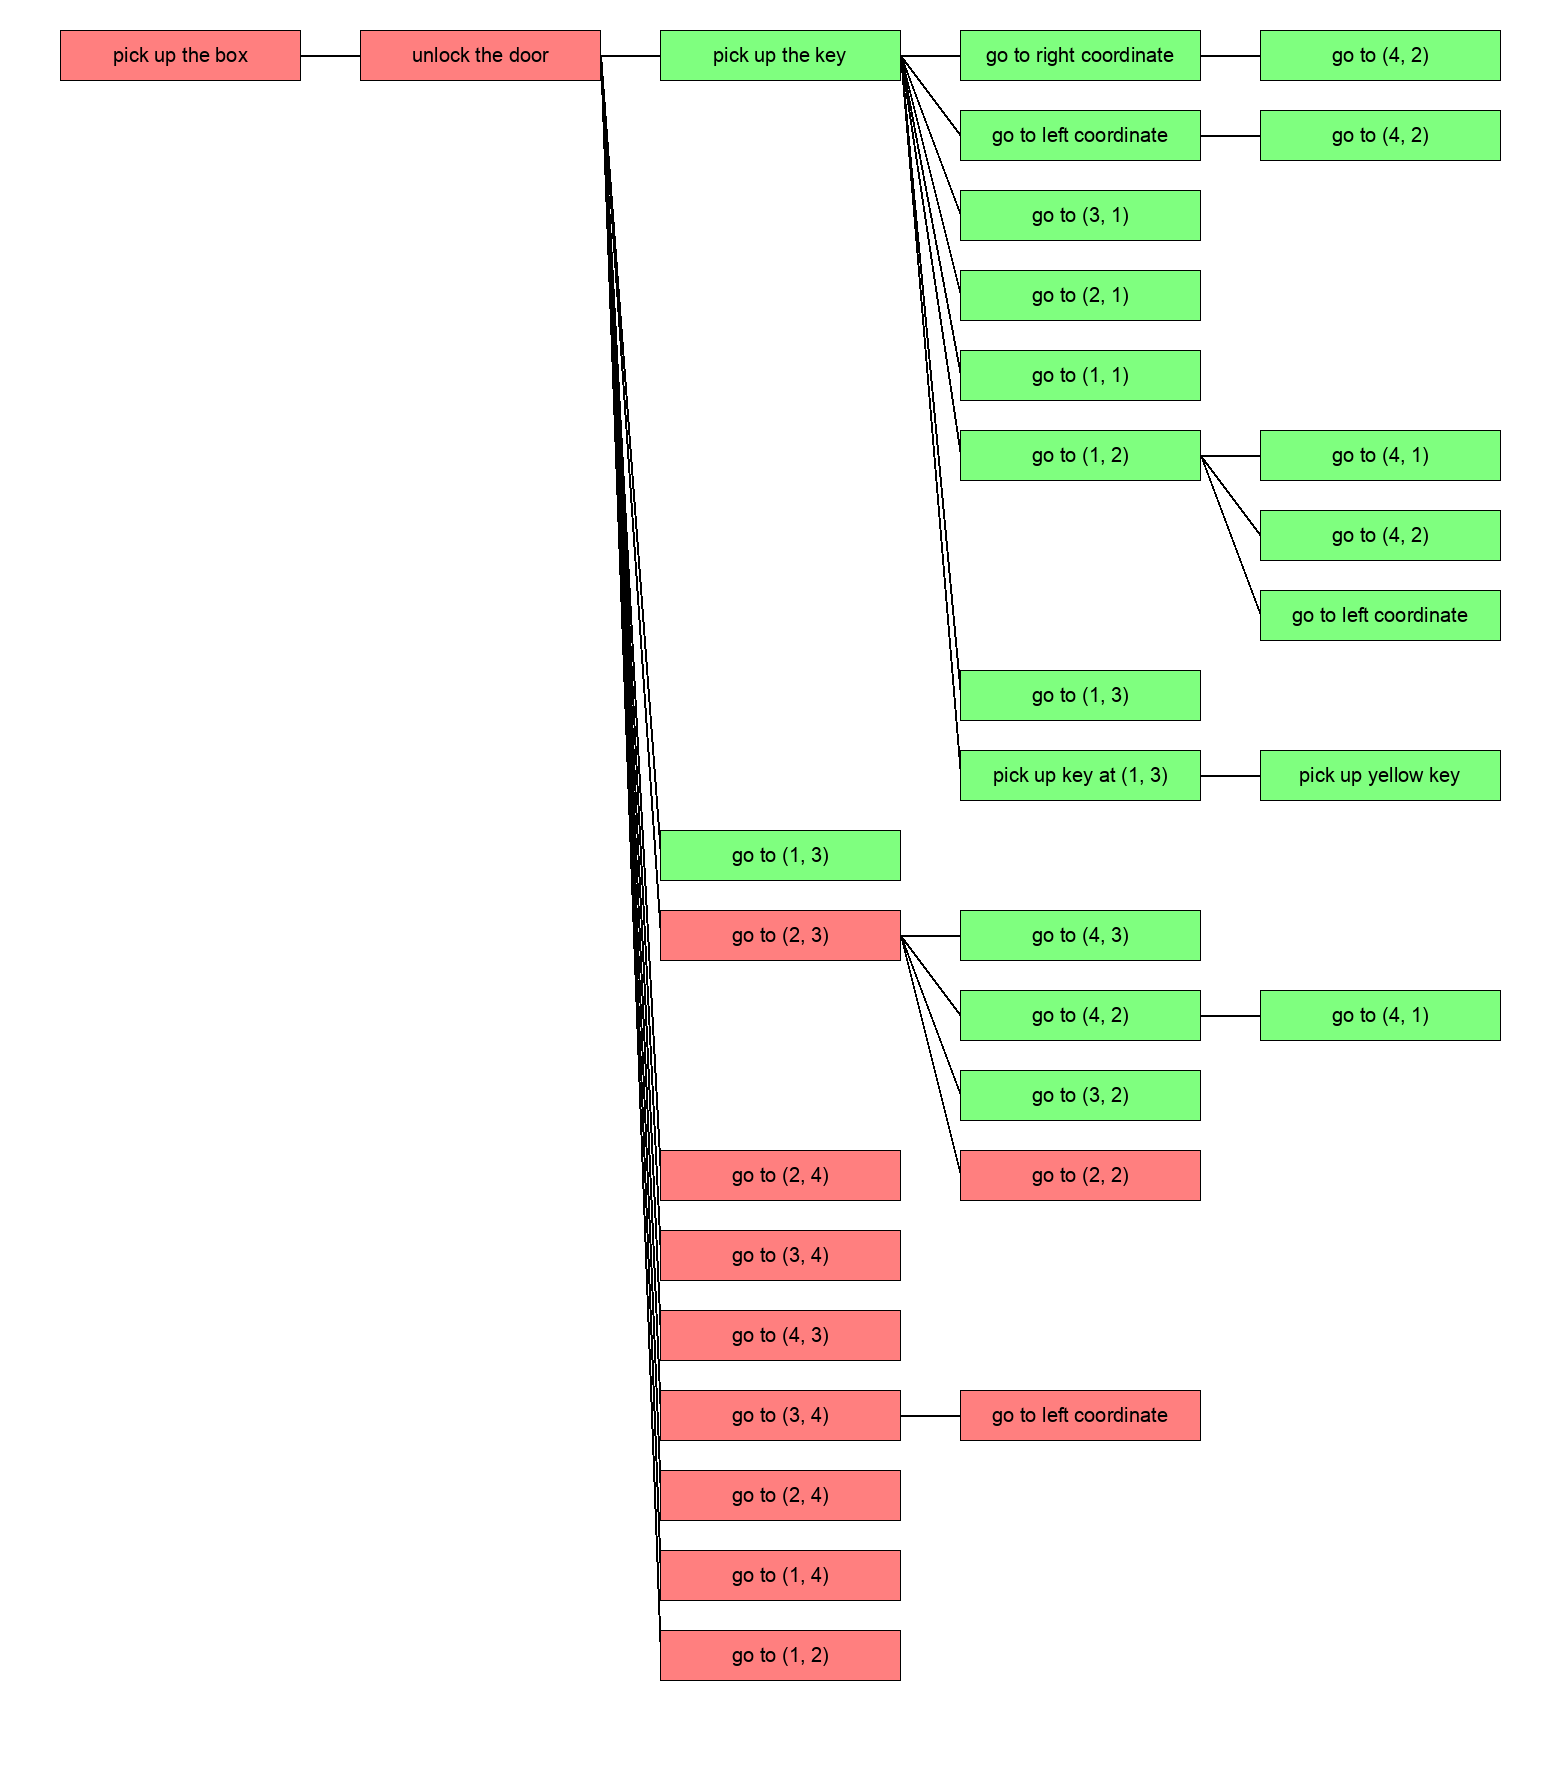 pick up the box
unlock the door
pick up the key
go to right coordinate
go to (4, 2)
go to left coordinate
go to (4, 2)
go to (3, 1)
go to (2, 1)
go to (1, 1)
go to (1, 2)
go to (4, 1)
go to (4, 2)
go to left coordinate
go to (1, 3)
pick up key at (1, 3)
pick up yellow key
go to (1, 3)
go to (2, 3)
go to (4, 3)
go to (4, 2)
go to (4, 1)
go to (3, 2)
go to (2, 4)
go to (2, 2)
go to (3, 4)
go to (4, 3)
go to (3, 4)
go to left coordinate
go to (2, 4)
go to (1, 4)
go to (1, 2)